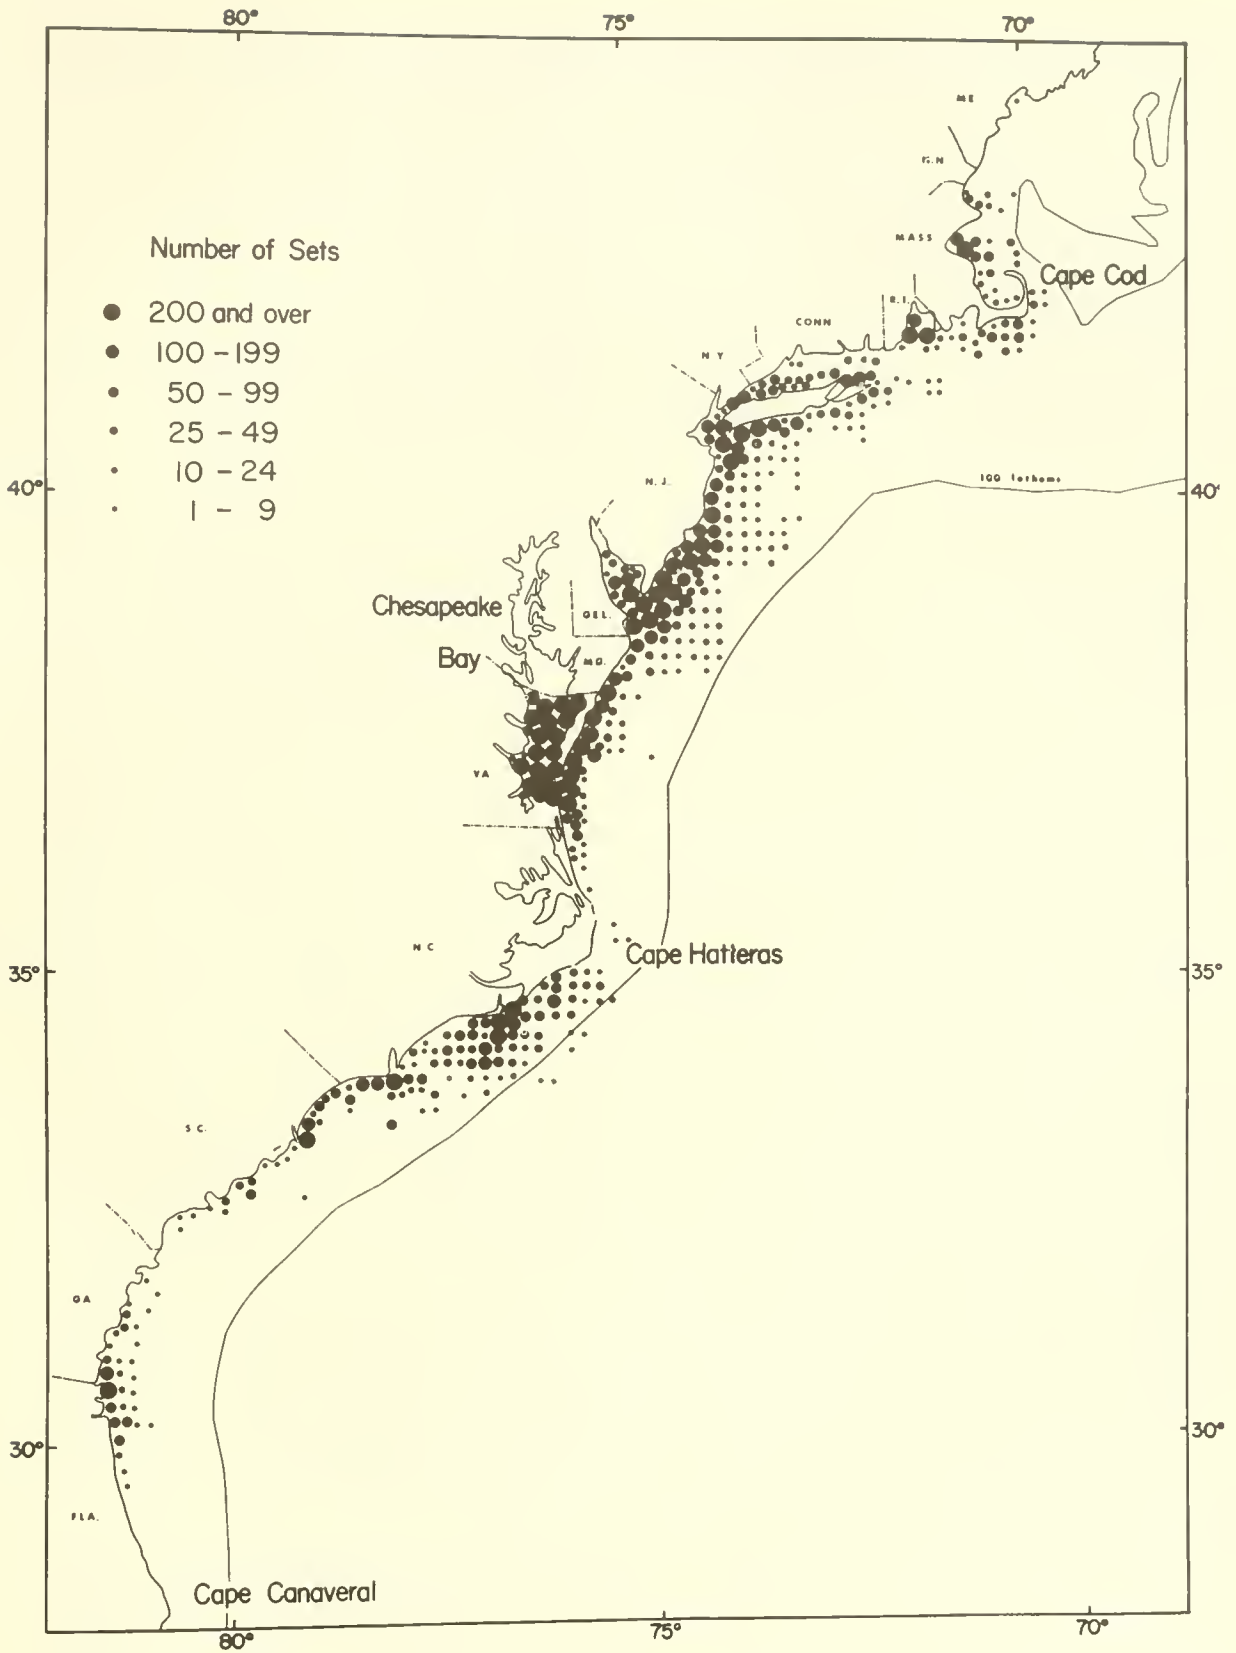 80° 75° 70°
ME
N.H.
MASS
Cape Cod
R.I.
CONN
N Y
Number of Sets
200 and over
100 – 199
50 – 99
25 – 49
10 – 24
1 – 9
40° 40°
100 fathoms
N.J.
Chesapeake
Bay
DEL.
MD.
VA
N C
Cape Hatteras
35° 35°
S C.
GA
30° 30°
FLA.
Cape Canaveral
80° 75° 70°